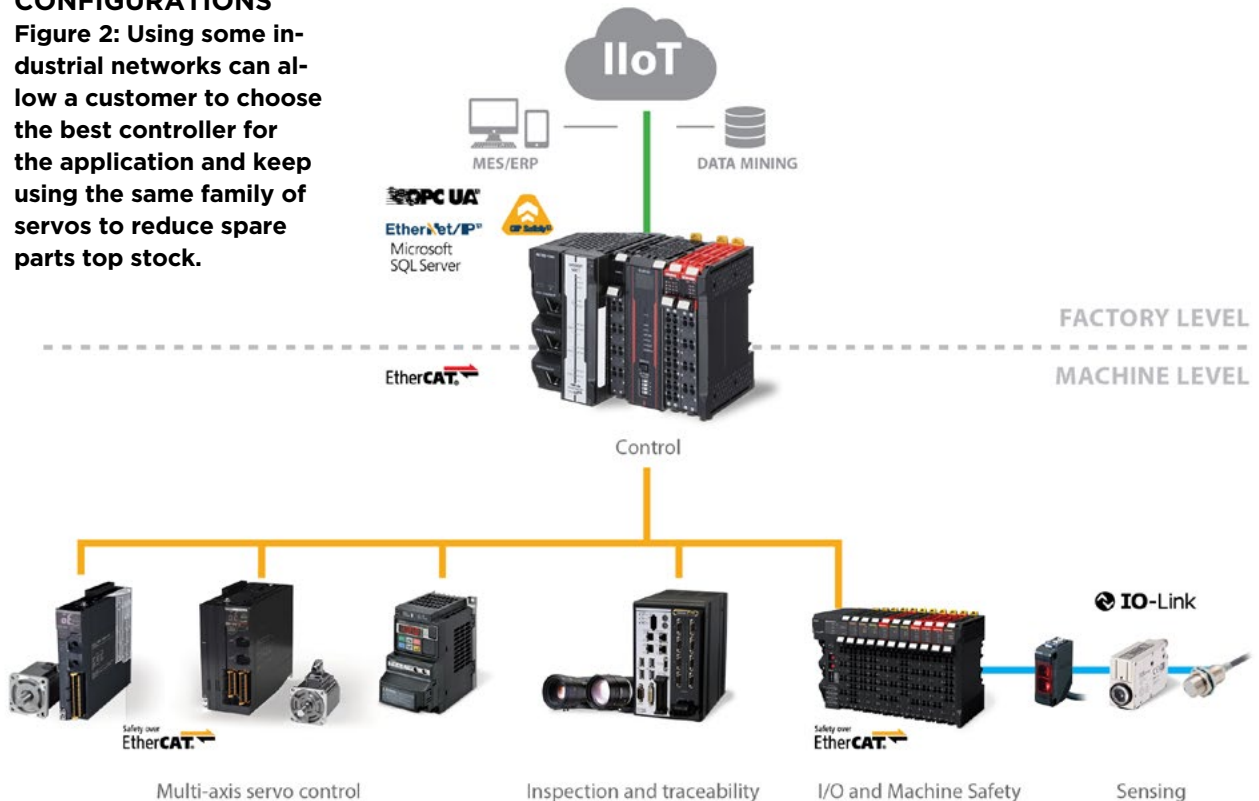 CONFIGURATIONS
Figure 2: Using some in-
dustrial networks can al-
low a customer to choose
the best controller for
the application and keep
using the same family of
servos to reduce spare
parts top stock.
IIoT
MES/ERP
DATA MINING
OPC UA
EtherNet/IP
CIP Safety
Microsoft
SQL Server
FACTORY LEVEL
EtherCAT
MACHINE LEVEL
Control
IO-Link
Safety over
EtherCAT
Safety over
EtherCAT
Multi-axis servo control
Inspection and traceability
I/O and Machine Safety
Sensing